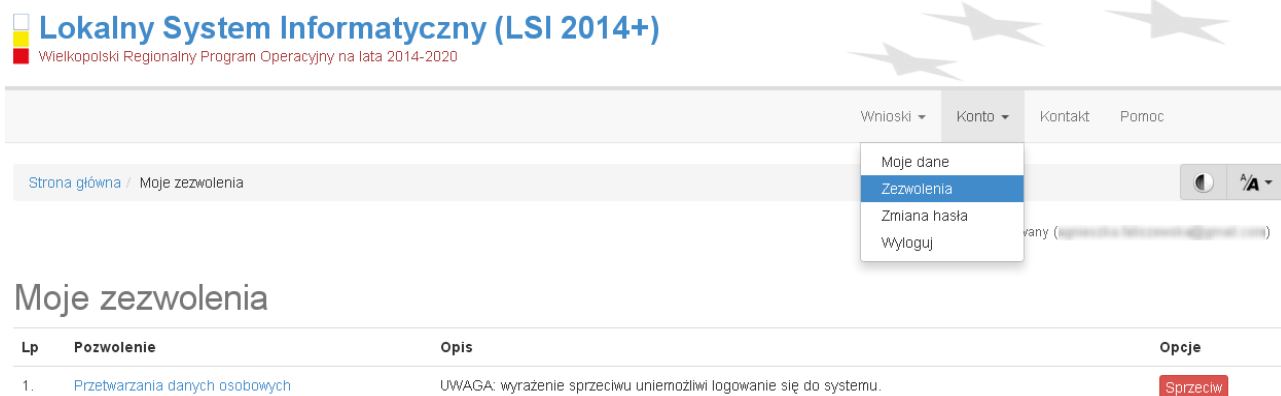 Lokalny System Informatyczny (LSI 2014+)
Wielkopolski Regionalny Program Operacyjny na lata 2014-2020
Wnioski Konto Kontakt Pomoc
Moje dane
Strona główna / Moje zezwolenia
Zezwolenia
A/A
Zmiana hasła
Wyloguj
Moje zezwolenia
Lp Pozwolenie Opis Opcje
1. Przetwarzania danych osobowych UWAGA: wyrażenie sprzeciwu uniemożliwi logowanie się do systemu. Sprzeciw